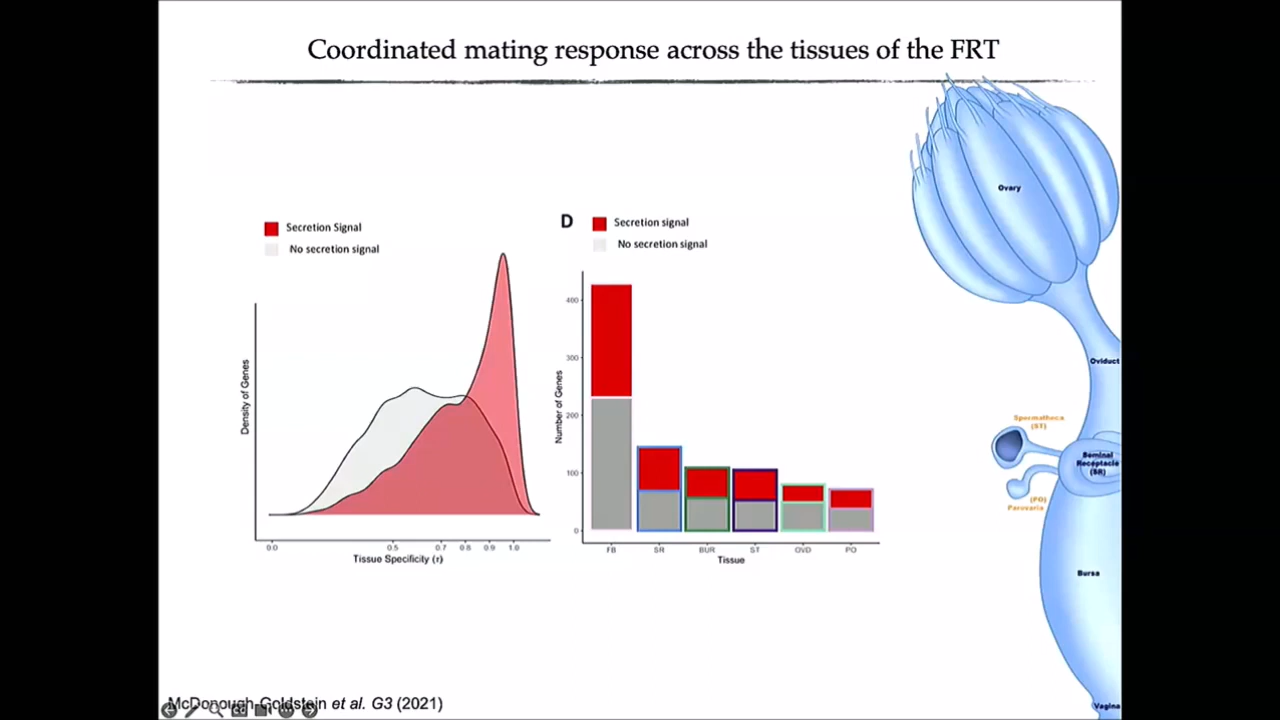 Coordinated mating response across the tissues of the FRT
Secretion Signal
No secretion signal
Density of Genes
0.0 0.5 0.7 0.8 0.9 1.0
Tissue Specificity (τ)
D
Secretion signal
No secretion signal
Number of Genes
400
300
200
100
0
FB SR BUR ST OVD PO
Tissue
Ovary
Oviduct
Spermatheca
(ST)
Seminal
Receptacle
(SR)
(PO)
Parovaria
Bursa
Vagina
McDonough-Goldstein et al. G3 (2021)